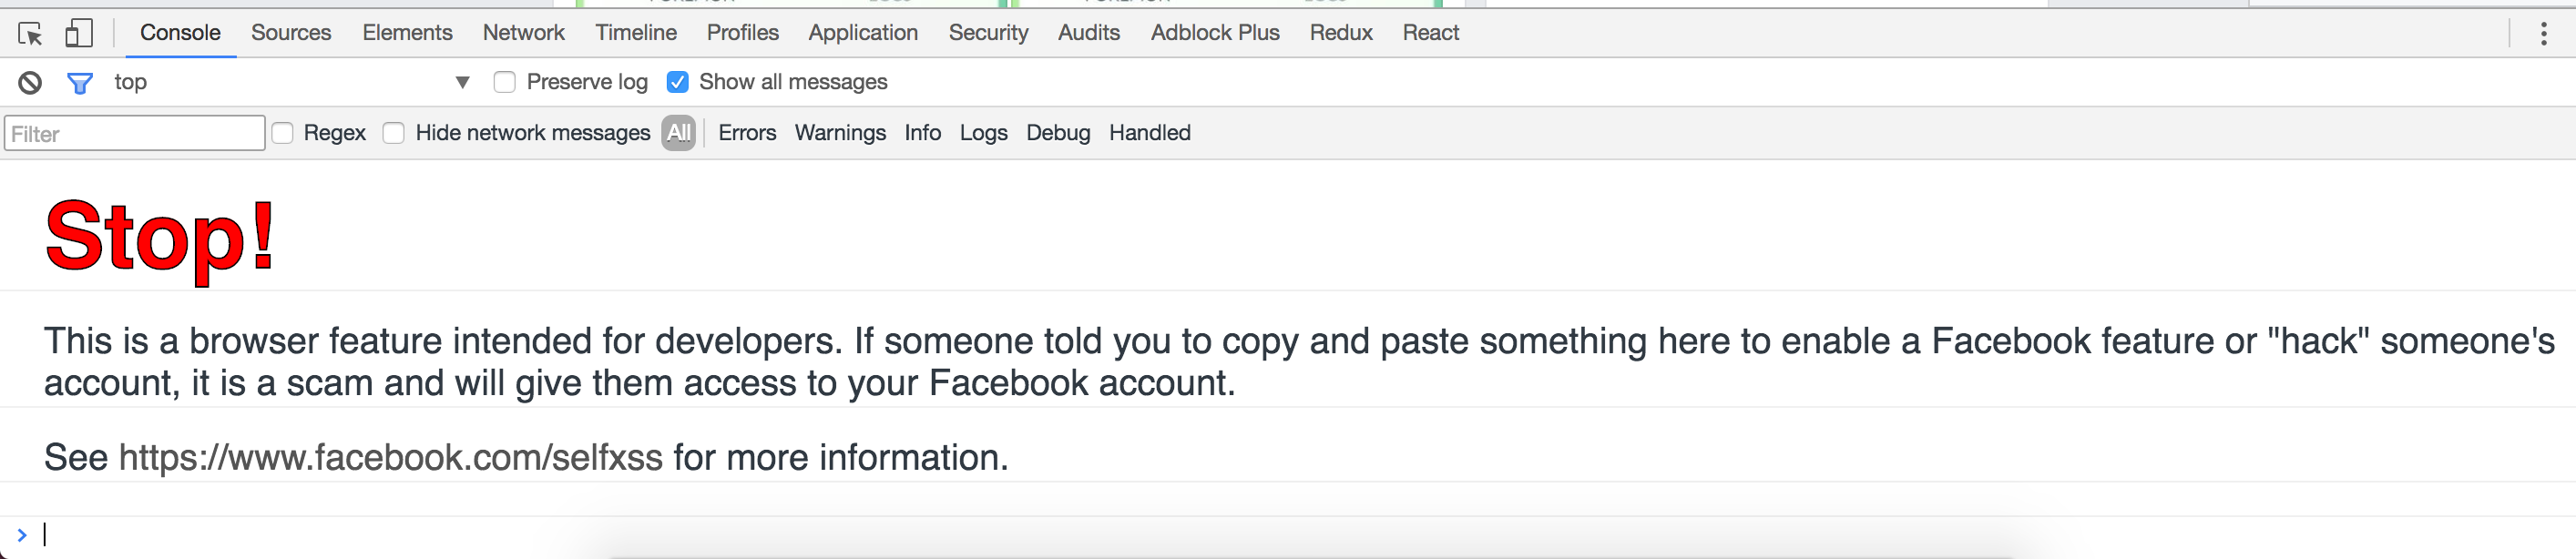 Console Sources Elements Network Timeline Profiles Application Security Audits Adblock Plus Redux React
top Preserve log Show all messages
Filter Regex Hide network messages All Errors Warnings Info Logs Debug Handled
Stop!
This is a browser feature intended for developers. If someone told you to copy and paste something here to enable a Facebook feature or "hack" someone's
account, it is a scam and will give them access to your Facebook account.
See https://www.facebook.com/selfxss for more information.